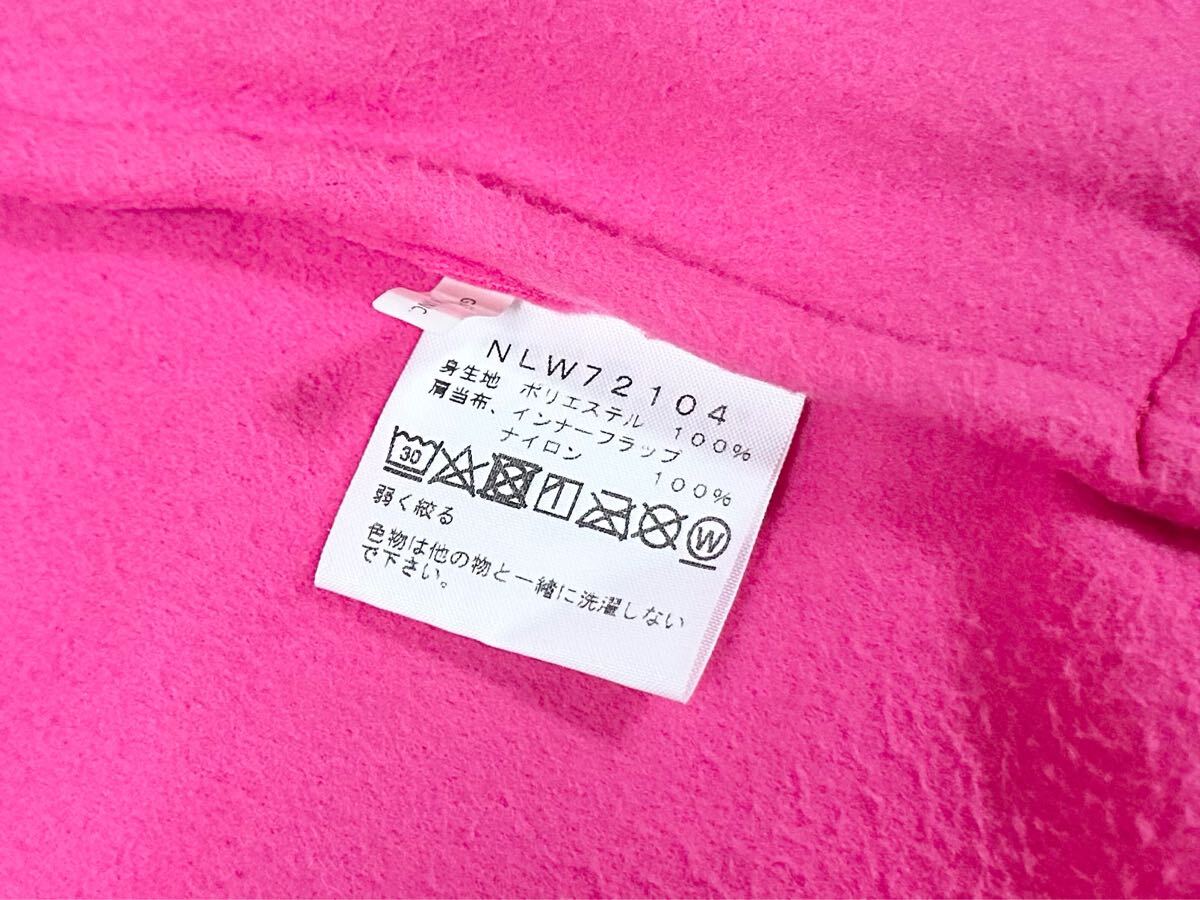 NLW72104
身生地 ポリエステル 100%
肩当布、インナーフラップ
ナイロン 100%
30 W
弱く絞る
色物は他の物と一緒に洗濯しない
で下さい。